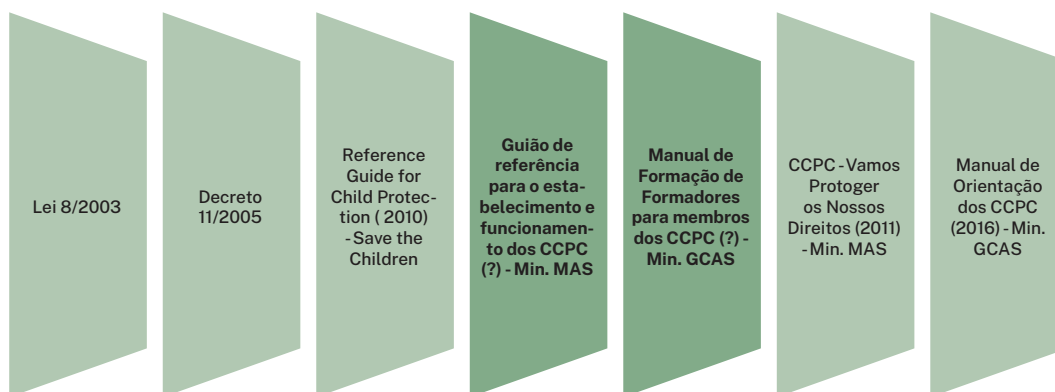 Lei 8/2003
Decreto
11/2005
Reference
Guide for
Child Protec-
tion ( 2010)
- Save the
Children
Guião de
referência
para o esta-
belecimento e
funcionamen-
to dos CCPC
(?) - Min. MAS
Manual de
Formação de
Formadores
para membros
dos CCPC (?) -
Min. GCAS
CCPC - Vamos
Protoger
os Nossos
Direitos (2011)
- Min. MAS
Manual de
Orientação
dos CCPC
(2016) - Min.
GCAS